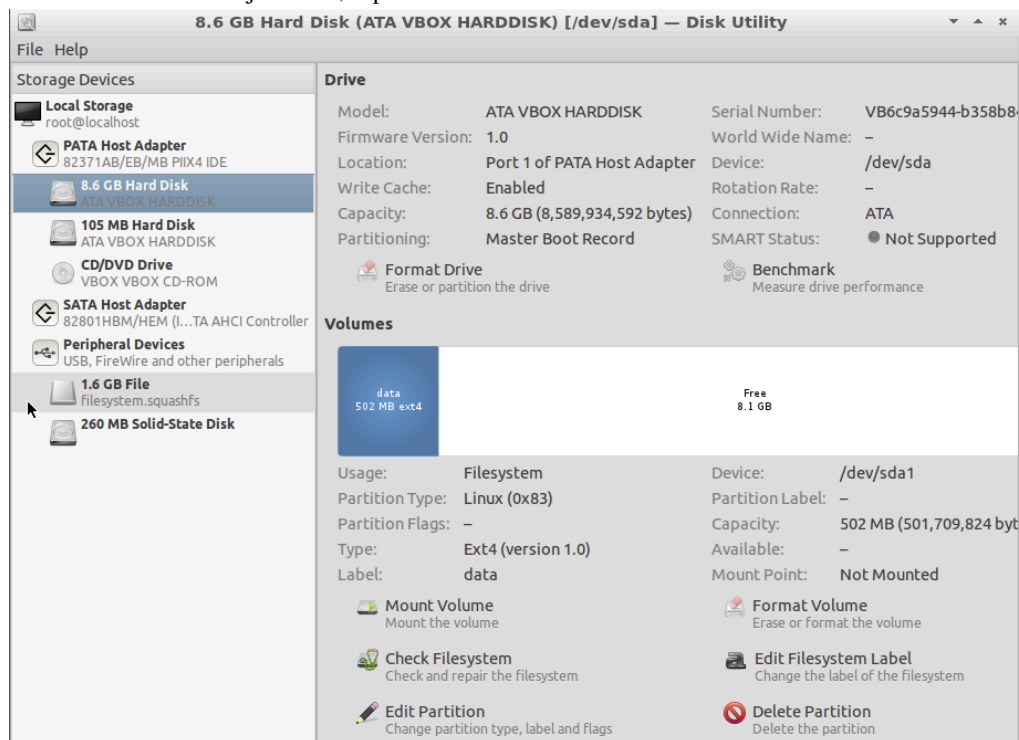 8.6 GB Hard Disk (ATA VBOX HARDDISK) [/dev/sda] — Disk Utility
File Help
Storage Devices
Local Storage
root@localhost
PATA Host Adapter
82371AB/EB/MB PIIX4 IDE
8.6 GB Hard Disk
ATA VBOX HARDDISK
105 MB Hard Disk
ATA VBOX HARDDISK
CD/DVD Drive
VBOX VBOX CD-ROM
SATA Host Adapter
82801HBM/HEM (I...TA AHCI Controller
Peripheral Devices
USB, FireWire and other peripherals
1.6 GB File
filesystem.squashfs
260 MB Solid-State Disk
Drive
Model: ATA VBOX HARDDISK Serial Number: VB6c9a5944-b358b8
Firmware Version: 1.0 World Wide Name: –
Location: Port 1 of PATA Host Adapter Device: /dev/sda
Write Cache: Enabled Rotation Rate: –
Capacity: 8.6 GB (8,589,934,592 bytes) Connection: ATA
Partitioning: Master Boot Record SMART Status: Not Supported
Format Drive Benchmark
Erase or partition the drive Measure drive performance
Volumes
data Free
502 MB ext4 8.1 GB
Usage: Filesystem Device: /dev/sda1
Partition Type: Linux (0x83) Partition Label: –
Partition Flags: – Capacity: 502 MB (501,709,824 byt
Type: Ext4 (version 1.0) Available: –
Label: data Mount Point: Not Mounted
Mount Volume Format Volume
Mount the volume Erase or format the volume
Check Filesystem Edit Filesystem Label
Check and repair the filesystem Change the label of the filesystem
Edit Partition Delete Partition
Change partition type, label and flags Delete the partition